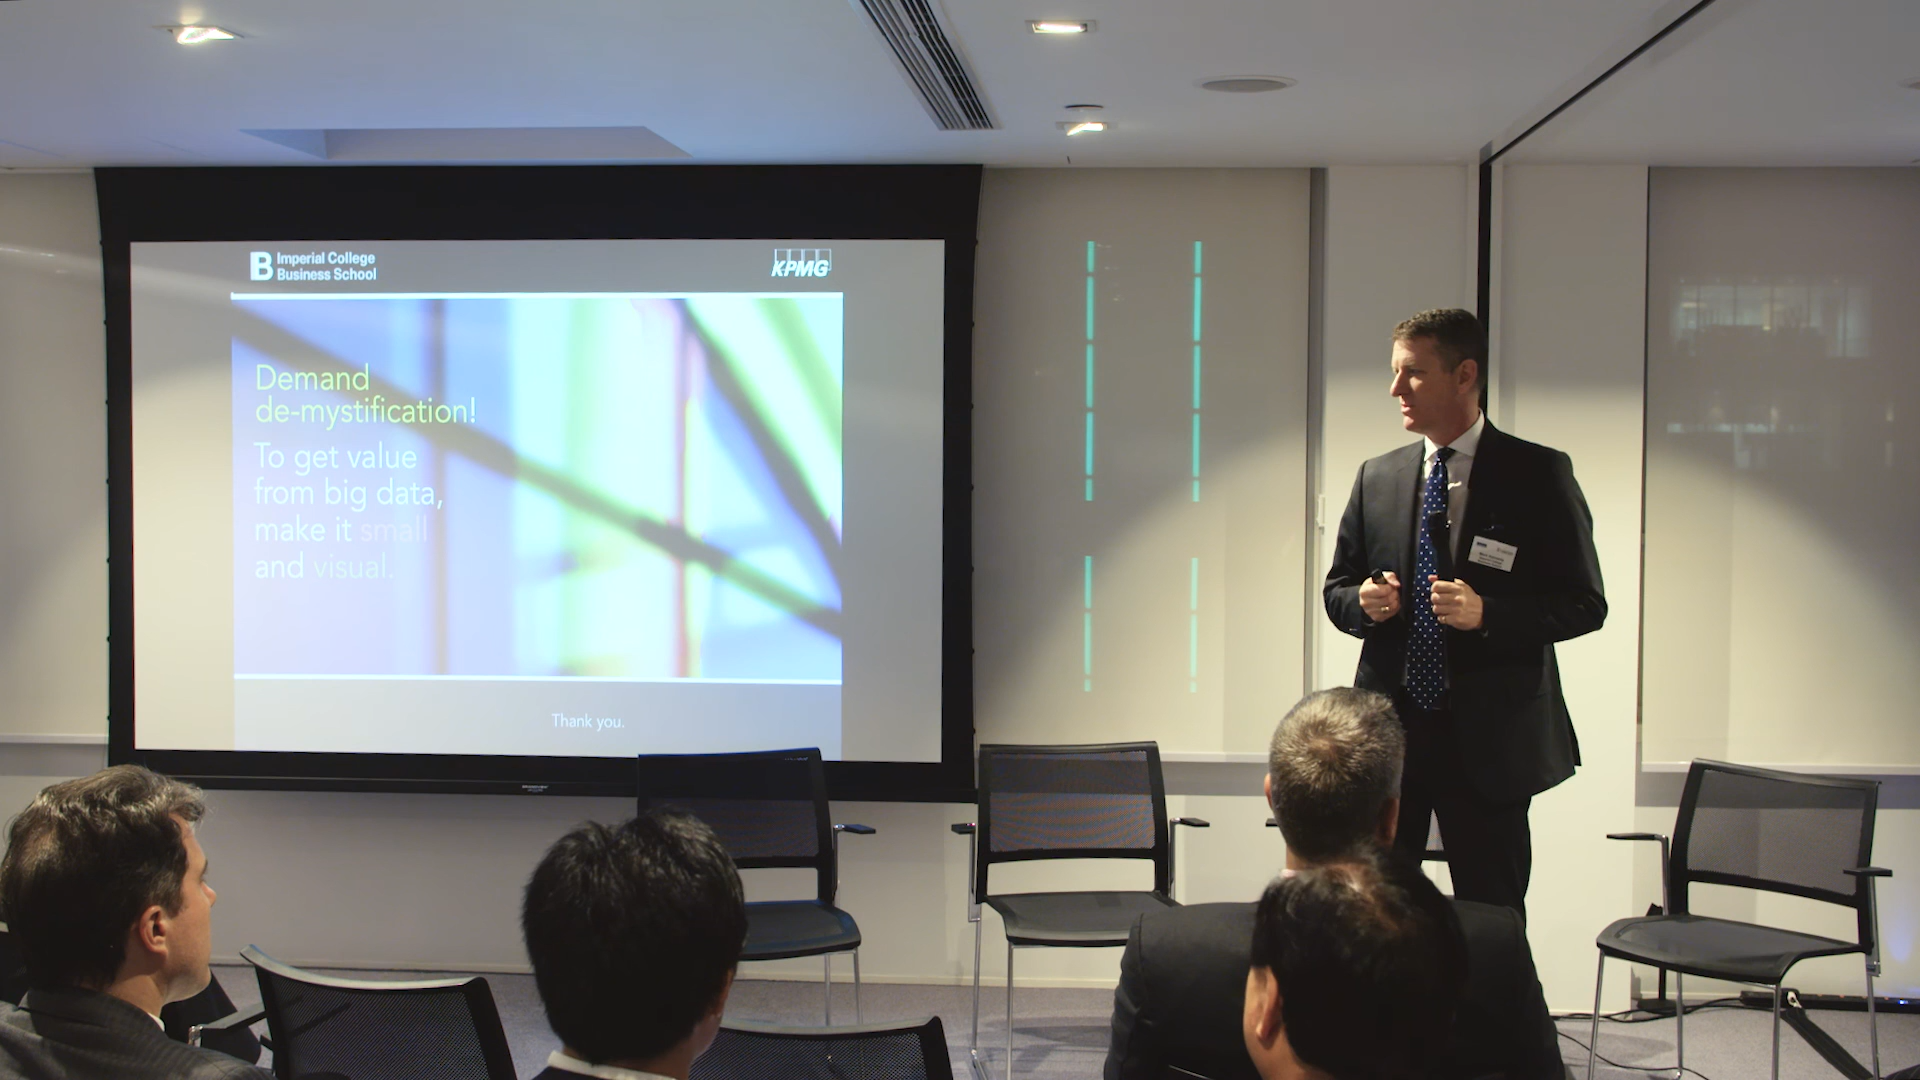 B Imperial College
Business School
KPMG
Demand
de-mystification!
To get value
from big data,
make it small
and visual.
Thank you.